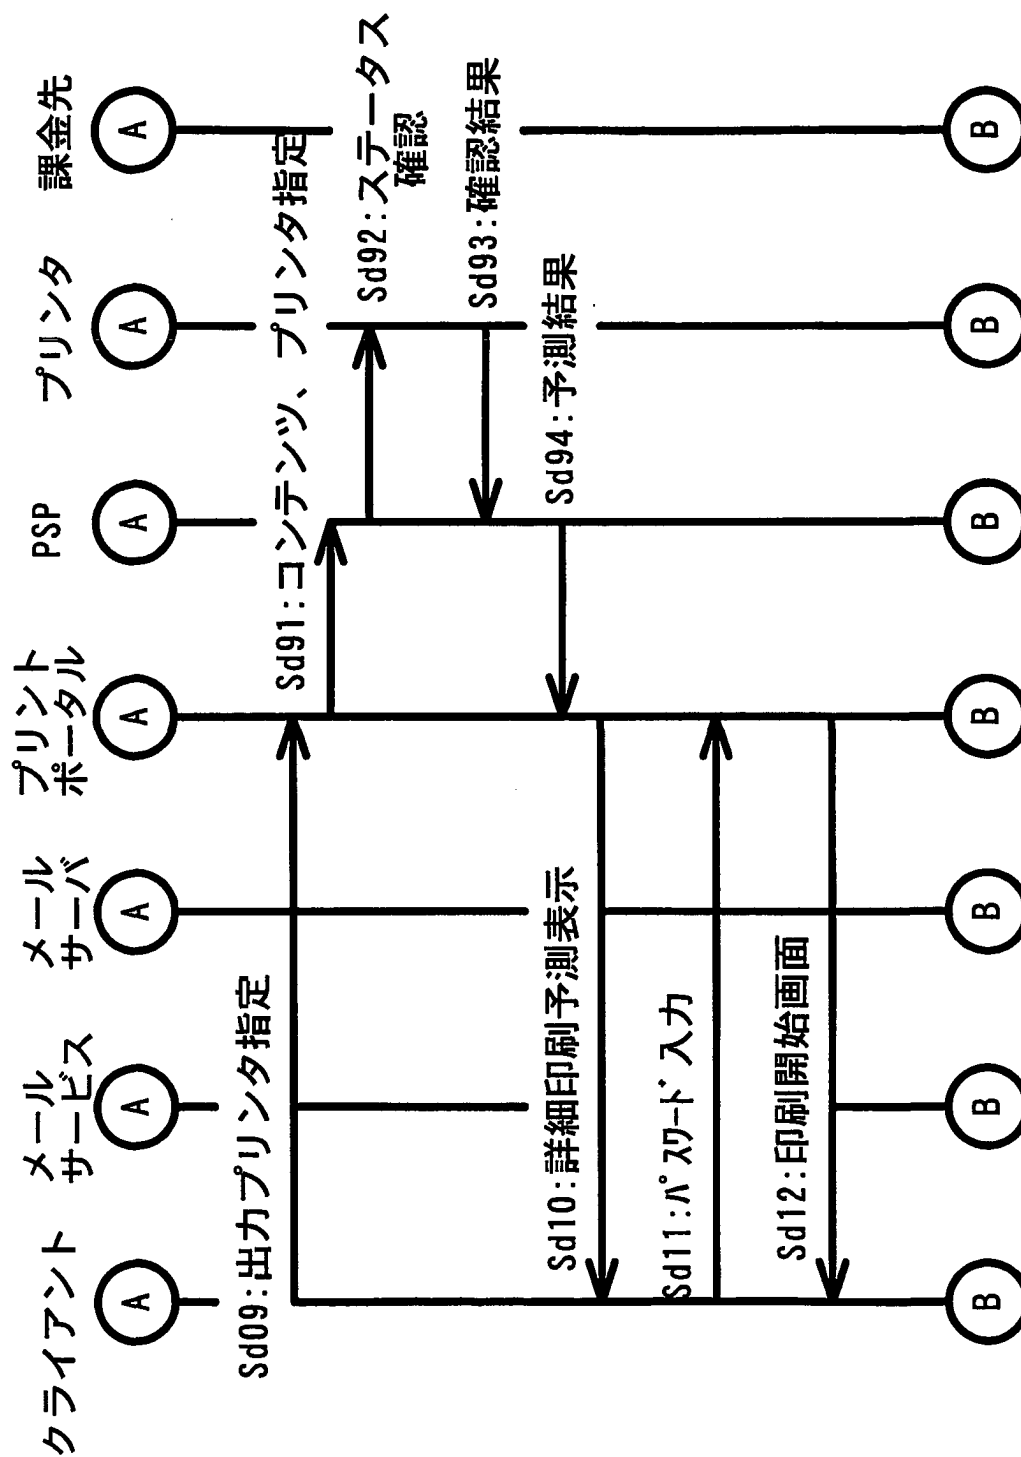 クライアント
メール
サービス
メール
サーバ
プリント
ポータル
PSP
プリンタ
課金先
A
A
A
A
A
A
A
Sd09:出力プリンタ指定
Sd91:コンテンツ、プリンタ指定
Sd92:ステータス
確認
Sd93:確認結果
Sd94:予測結果
Sd10:詳細印刷予測表示
Sd11:ﾊﾟｽﾜｰﾄﾞ入力
Sd12:印刷開始画面
B
B
B
B
B
B
B